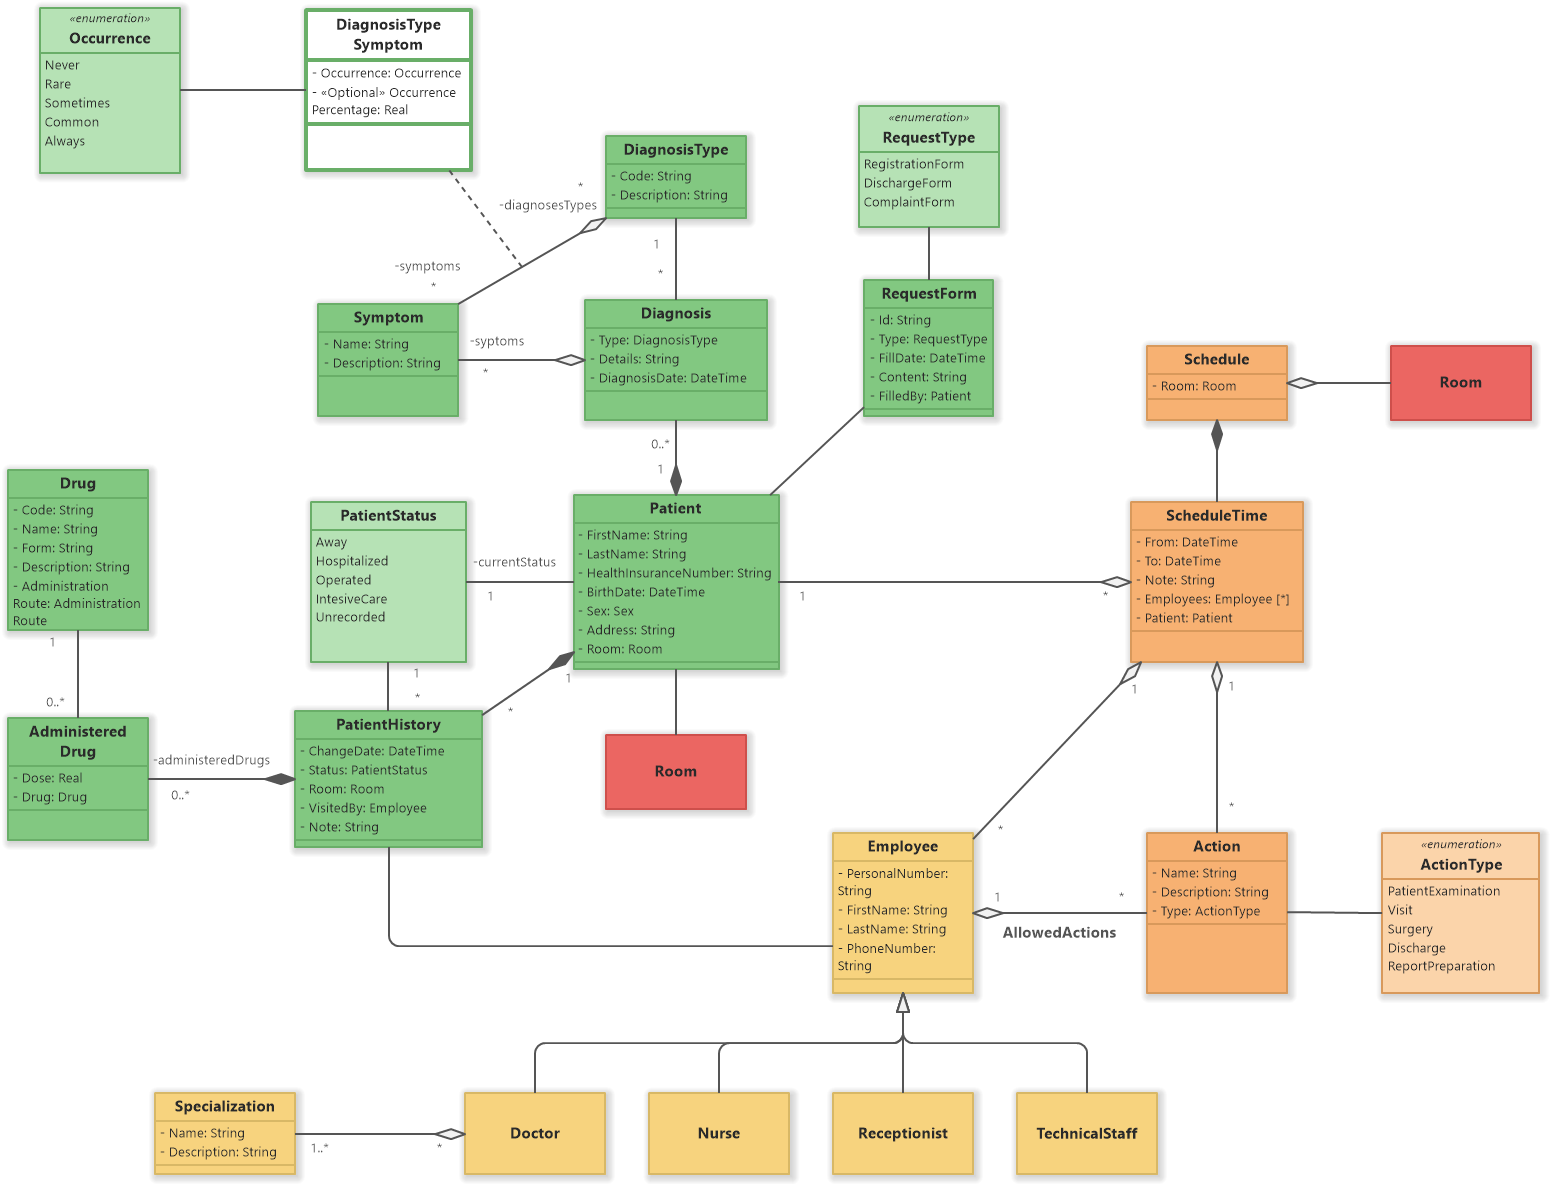 «enumeration»
Occurrence
Never
Rare
Sometimes
Common
Always
DiagnosisType
Symptom
- Occurrence: Occurrence
- «Optional» Occurrence
Percentage: Real
DiagnosisType
- Code: String
- Description: String
*
-diagnosesTypes
-symptoms
*
1
*
«enumeration»
RequestType
RegistrationForm
DischargeForm
ComplaintForm
RequestForm
- Id: String
- Type: RequestType
- FillDate: DateTime
- Content: String
- FilledBy: Patient
Symptom
- Name: String
- Description: String
-syptoms
*
Diagnosis
- Type: DiagnosisType
- Details: String
- DiagnosisDate: DateTime
0..*
1
Schedule
- Room: Room
Room
Drug
- Code: String
- Name: String
- Form: String
- Description: String
- Administration
Route: Administration
Route
1
0..*
PatientStatus
Away
Hospitalized
Operated
IntesiveCare
Unrecorded
-currentStatus
1
1
*
Patient
- FirstName: String
- LastName: String
- HealthInsuranceNumber: String
- BirthDate: DateTime
- Sex: Sex
- Address: String
- Room: Room
1
*
1
*
ScheduleTime
- From: DateTime
- To: DateTime
- Note: String
- Employees: Employee [*]
- Patient: Patient
1
*
1
*
Administered
Drug
- Dose: Real
- Drug: Drug
-administeredDrugs
0..*
PatientHistory
- ChangeDate: DateTime
- Status: PatientStatus
- Room: Room
- VisitedBy: Employee
- Note: String
Room
Employee
- PersonalNumber:
String
- FirstName: String
- LastName: String
- PhoneNumber:
String
1
*
AllowedActions
Action
- Name: String
- Description: String
- Type: ActionType
«enumeration»
ActionType
PatientExamination
Visit
Surgery
Discharge
ReportPreparation
Specialization
- Name: String
- Description: String
1..*
*
Doctor
Nurse
Receptionist
TechnicalStaff